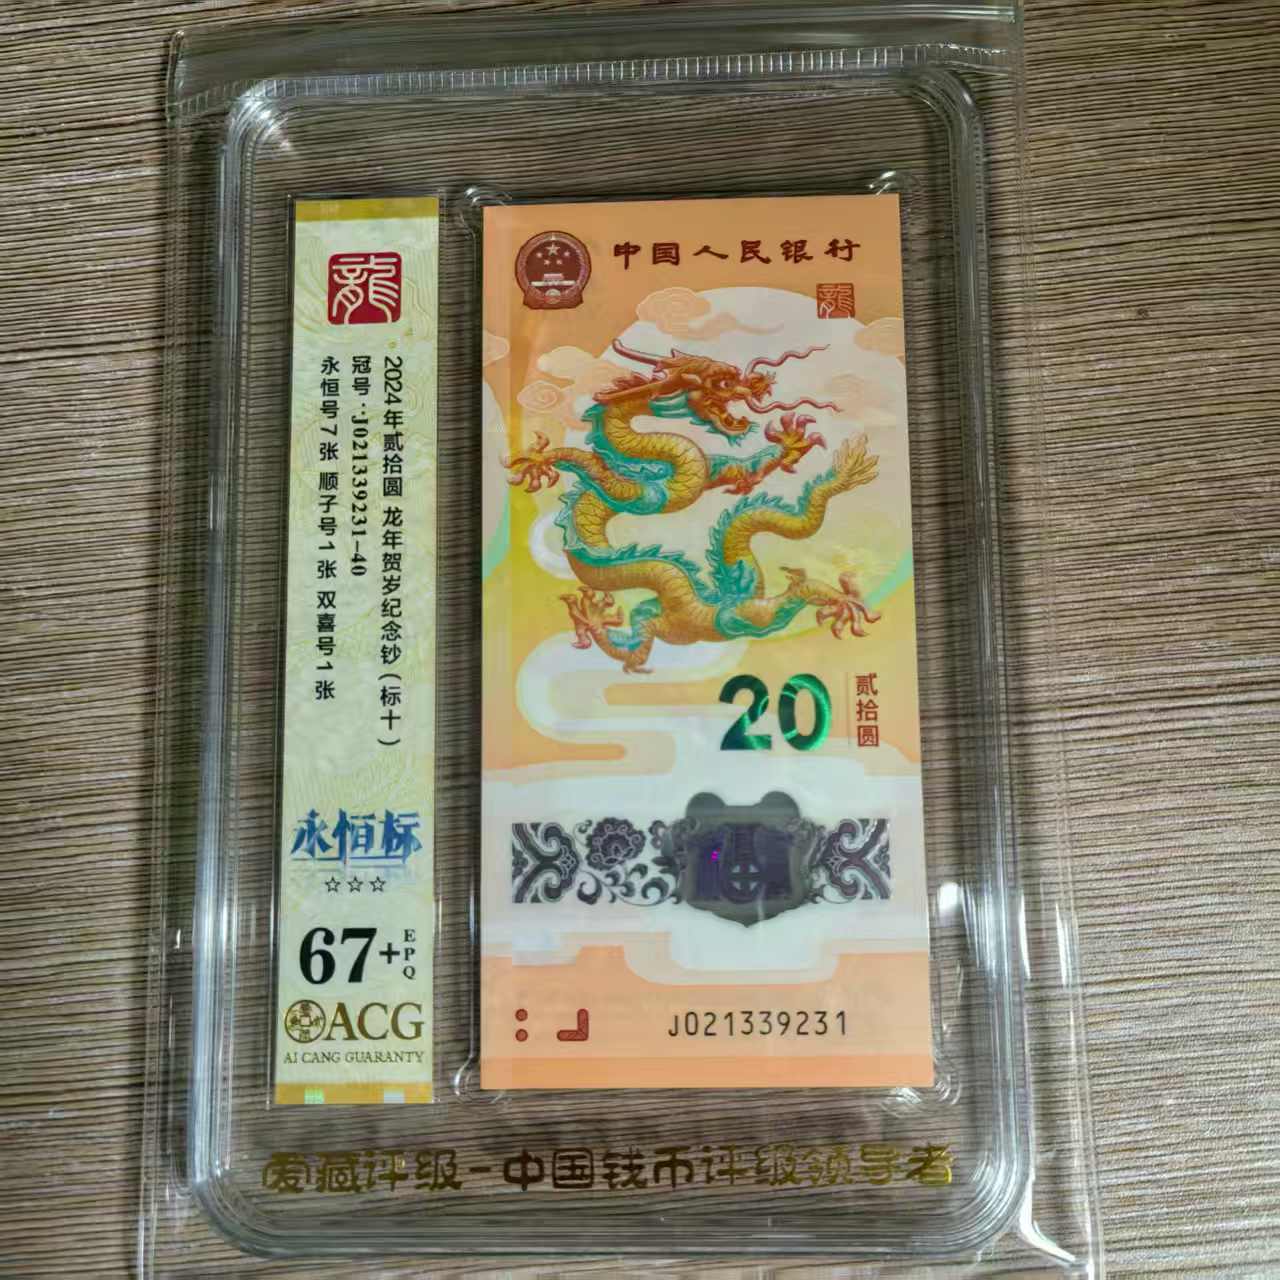 龍
2024年贰拾圆 龙年贺岁纪念钞(标十)
冠号:J021339231-40
永恒号7张 顺子号1张 双喜号1张
永恒标
☆☆☆
67+EPQ
ACG
AI CANG GUARANTY
中国人民银行
龍
20
贰拾圆
J021339231
爱藏评级-中国钱币评级领导者